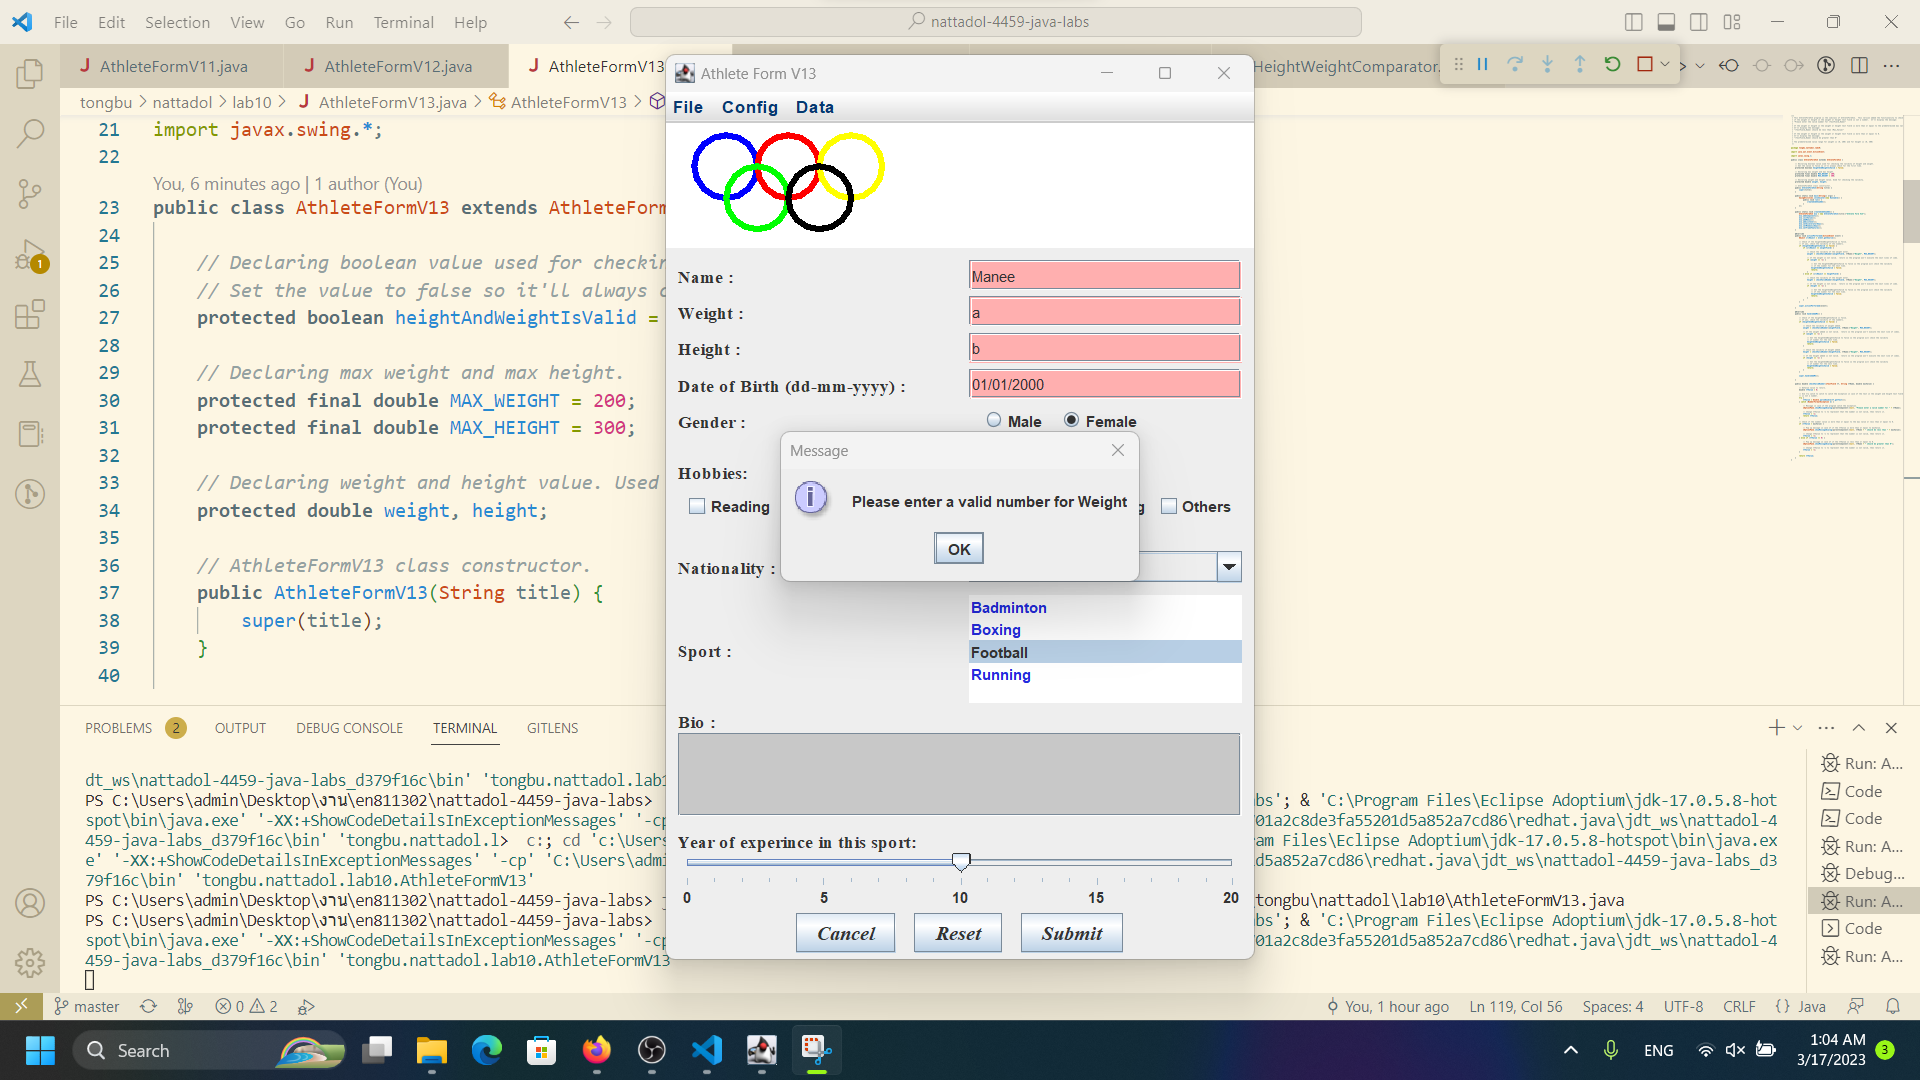 File Edit Selection View Go Run Terminal Help
nattadol-4459-java-labs
AthleteFormV11.java
AthleteFormV12.java
AthleteFormV13
HeightWeightComparator.
tongbu > nattadol > lab10 > AthleteFormV13.java > AthleteFormV13 >
21 import javax.swing.*;
22
You, 6 minutes ago | 1 author (You)
23 public class AthleteFormV13 extends AthleteForm
24
25 // Declaring boolean value used for checkin
26 // Set the value to false so it'll always
27 protected boolean heightAndWeightIsValid =
28
29 // Declaring max weight and max height.
30 protected final double MAX_WEIGHT = 200;
31 protected final double MAX_HEIGHT = 300;
32
33 // Declaring weight and height value. Used
34 protected double weight, height;
35
36 // AthleteFormV13 class constructor.
37 public AthleteFormV13(String title) {
38 super(title);
39 }
40
Athlete Form V13
File Config Data
Name : Manee
Weight : a
Height : b
Date of Birth (dd-mm-yyyy) : 01/01/2000
Gender : Male Female
Hobbies:
Reading g Others
Message
Please enter a valid number for Weight
OK
Nationality :
Sport :
Badminton
Boxing
Football
Running
Bio :
Year of experince in this sport:
0 5 10 15 20
Cancel Reset Submit
PROBLEMS 2 OUTPUT DEBUG CONSOLE TERMINAL GITLENS
dt_ws\nattadol-4459-java-labs_d379f16c\bin' 'tongbu.nattadol.lab1
PS C:\Users\admin\Desktop\งาน\en811302\nattadol-4459-java-labs> bs'; & 'C:\Program Files\Eclipse Adoptium\jdk-17.0.5.8-hot
spot\bin\java.exe' '-XX:+ShowCodeDetailsInExceptionMessages' '-cp 01a2c8de3fa55201d5a852a7cd86\redhat.java\jdt_ws\nattadol-4
459-java-labs_d379f16c\bin' 'tongbu.nattadol.l> c:; cd 'c:\Users gram Files\Eclipse Adoptium\jdk-17.0.5.8-hotspot\bin\java.ex
e' '-XX:+ShowCodeDetailsInExceptionMessages' '-cp' 'C:\Users\admi d5a852a7cd86\redhat.java\jdt_ws\nattadol-4459-java-labs_d3
79f16c\bin' 'tongbu.nattadol.lab10.AthleteFormV13'
PS C:\Users\admin\Desktop\งาน\en811302\nattadol-4459-java-labs> tongbu\nattadol\lab10\AthleteFormV13.java
PS C:\Users\admin\Desktop\งาน\en811302\nattadol-4459-java-labs> bs'; & 'C:\Program Files\Eclipse Adoptium\jdk-17.0.5.8-hot
spot\bin\java.exe' '-XX:+ShowCodeDetailsInExceptionMessages' '-cp 01a2c8de3fa55201d5a852a7cd86\redhat.java\jdt_ws\nattadol-4
459-java-labs_d379f16c\bin' 'tongbu.nattadol.lab10.AthleteFormV13
Run: A...
Code
Code
Run: A...
Debug...
Run: A...
Code
Run: A...
1
master 0 2
You, 1 hour ago Ln 119, Col 56 Spaces: 4 UTF-8 CRLF {} Java
Search
ENG
1:04 AM
3/17/2023
3